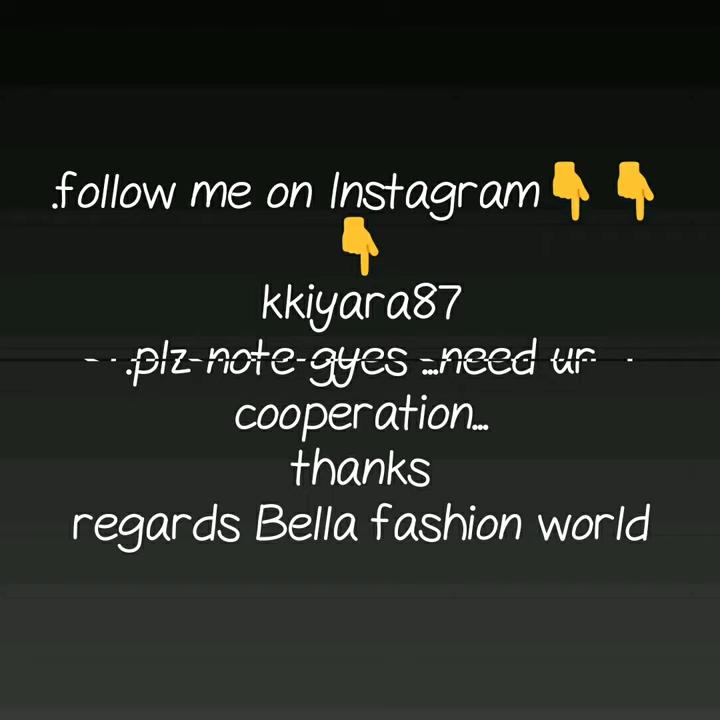 .follow me on Instagram👇 👇
👇
kkiyara87
.plz note gyes ...need ur
cooperation...
thanks
regards Bella fashion world